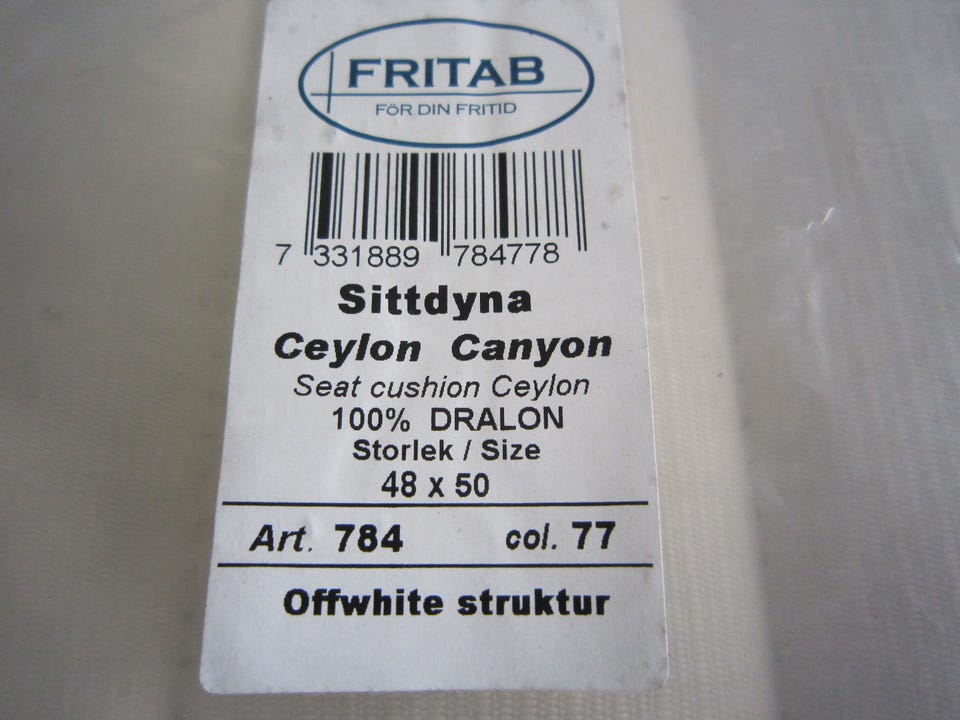 FRITAB
FÖR DIN FRITID
7 331889 784778
Sittdyna
Ceylon Canyon
Seat cushion Ceylon
100% DRALON
Storlek / Size
48 x 50
Art. 784 col. 77
Offwhite struktur